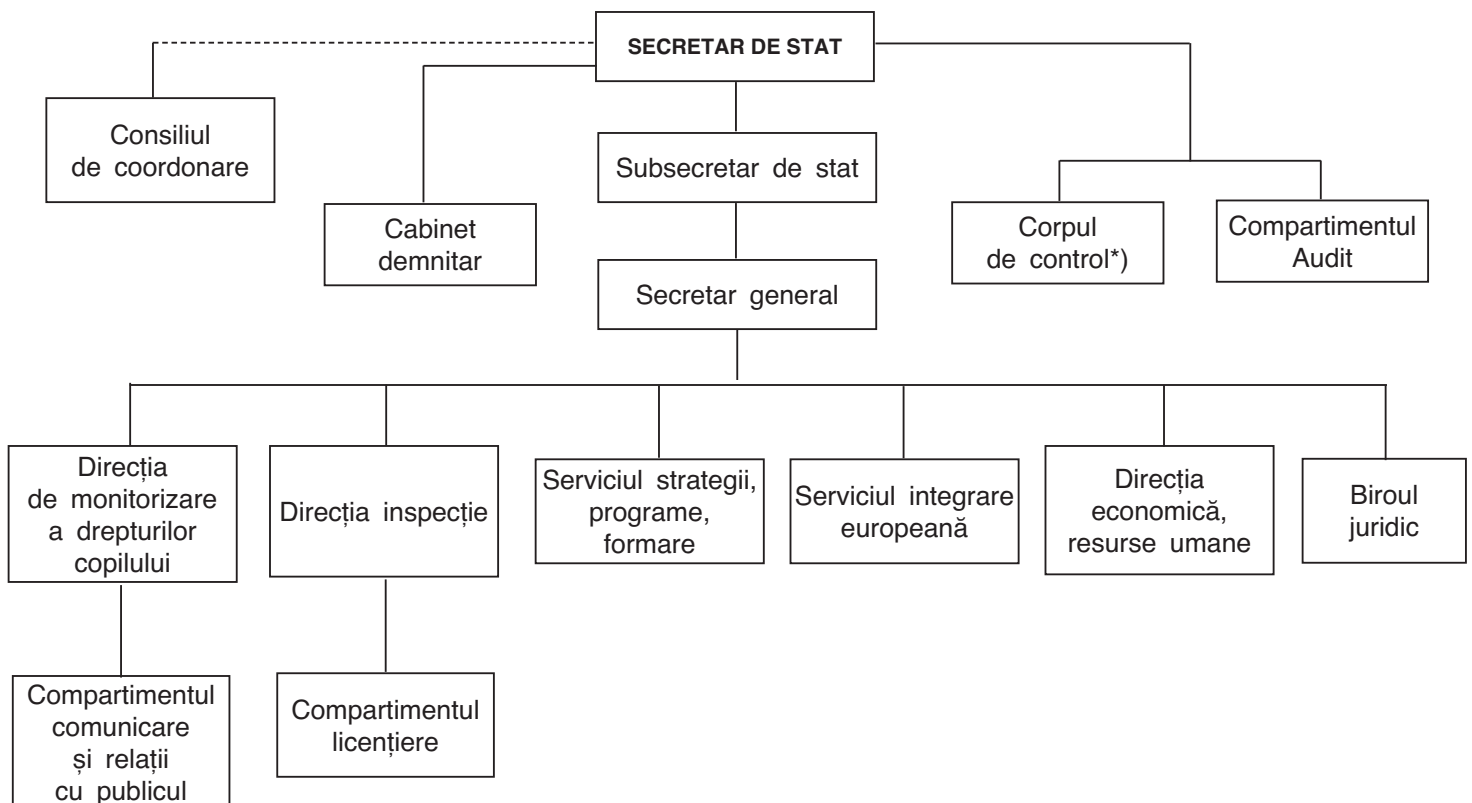 SECRETAR DE STAT
Consiliul
de coordonare
Subsecretar de stat
Cabinet
demnitar
Corpul
de control*)
Compartimentul
Audit
Secretar general
Direcția
de monitorizare
a drepturilor
copilului
Direcția inspecție
Serviciul strategii,
programe,
formare
Serviciul integrare
europeană
Direcția
economică,
resurse umane
Biroul
juridic
Compartimentul
comunicare
și relații
cu publicul
Compartimentul
licențiere